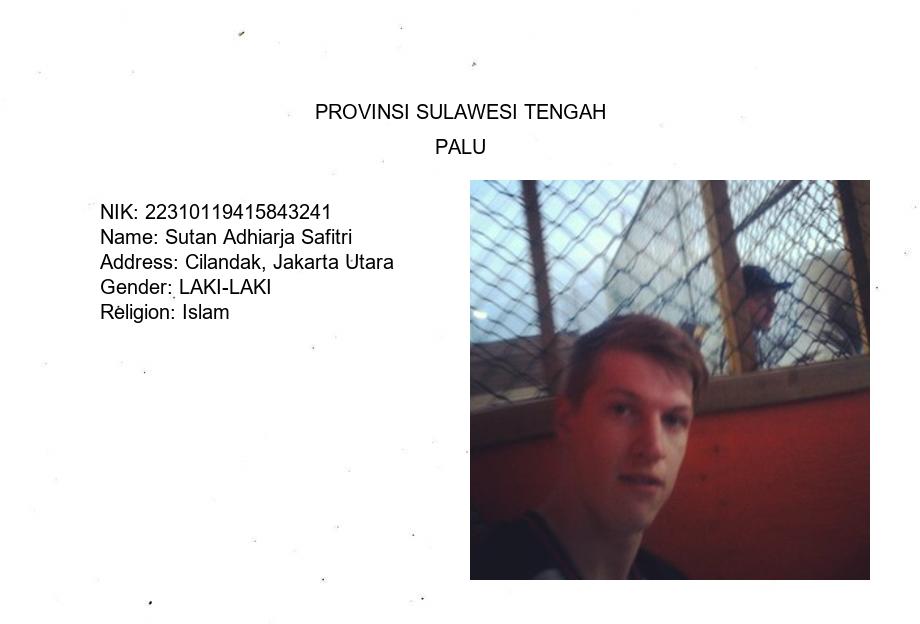 PROVINSI SULAWESI TENGAH
PALU
NIK: 22310119415843241
Name: Sutan Adhiarja Safitri
Address: Cilandak, Jakarta Utara
Gender: LAKI-LAKI
Religion: Islam